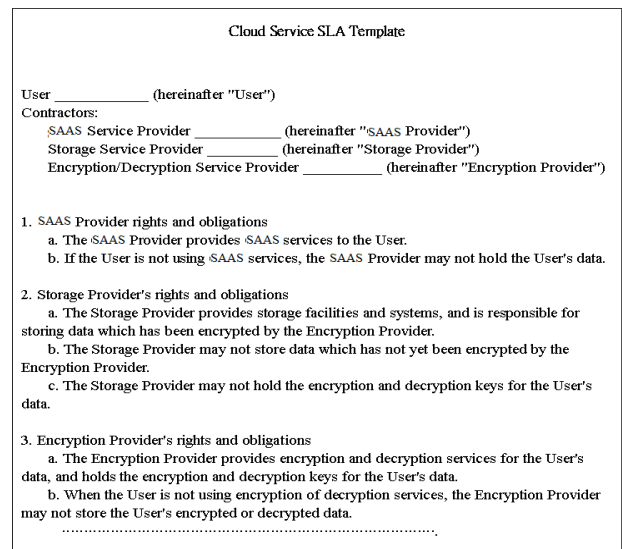 Cloud Service SLA Template
User _____________ (hereinafter "User")
Contractors:
SAAS Service Provider ____________ (hereinafter "SAAS Provider")
Storage Service Provider __________ (hereinafter "Storage Provider")
Encryption/Decryption Service Provider ___________ (hereinafter "Encryption Provider")
1. SAAS Provider rights and obligations
a. The SAAS Provider provides SAAS services to the User.
b. If the User is not using SAAS services, the SAAS Provider may not hold the User's data.
2. Storage Provider's rights and obligations
a. The Storage Provider provides storage facilities and systems, and is responsible for
storing data which has been encrypted by the Encryption Provider.
b. The Storage Provider may not store data which has not yet been encrypted by the
Encryption Provider.
c. The Storage Provider may not hold the encryption and decryption keys for the User's
data.
3. Encryption Provider's rights and obligations
a. The Encryption Provider provides encryption and decryption services for the User's
data, and holds the encryption and decryption keys for the User's data.
b. When the User is not using encryption of decryption services, the Encryption Provider
may not store the User's encrypted or decrypted data.
....................................................................................